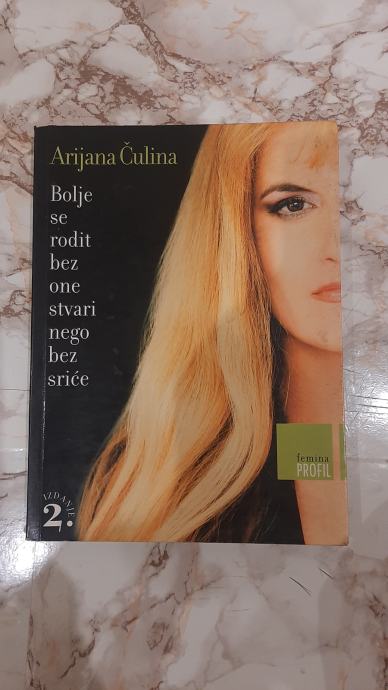 Arijana Čulina
Bolje
se
rodit
bez
one
stvari
nego
bez
sriće
femina
PROFIL
IZDANJE
2.